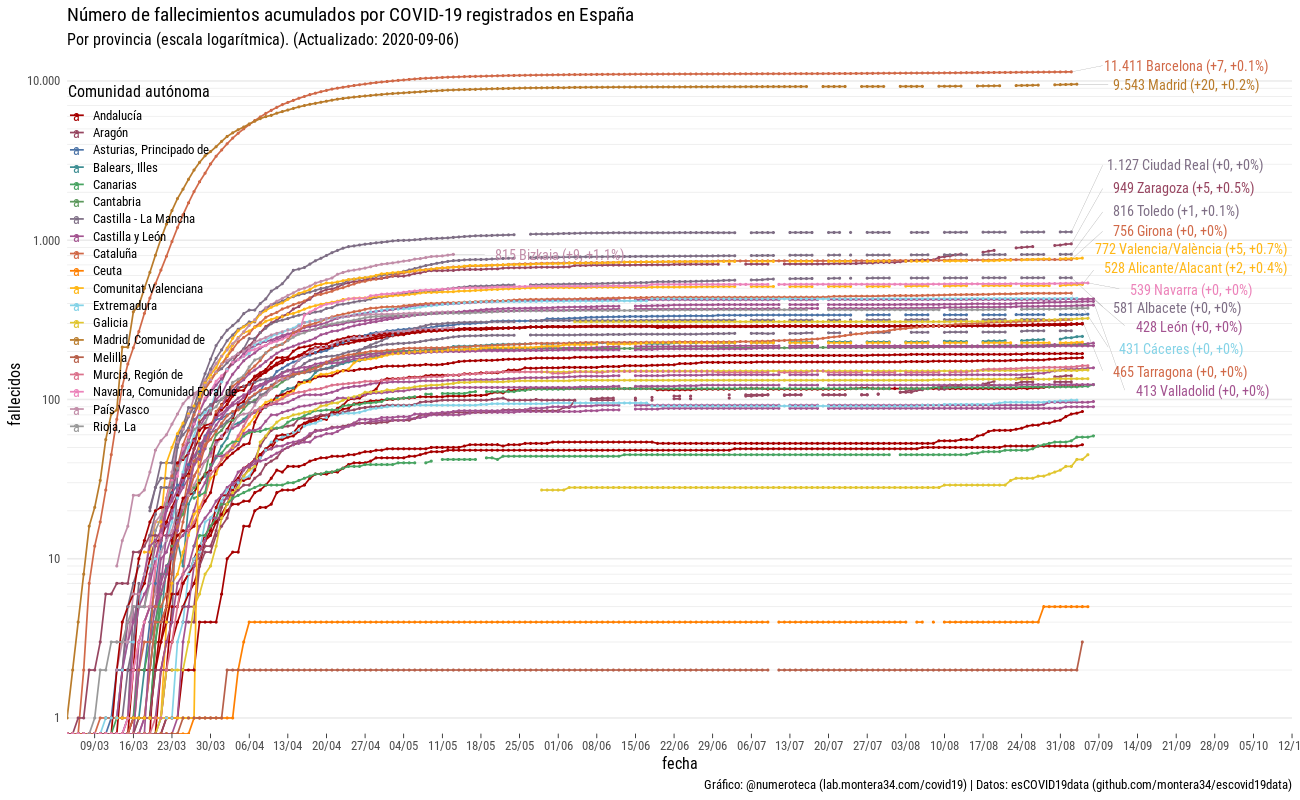 Número de fallecimientos acumulados por COVID-19 registrados en España
Por provincia (escala logarítmica). (Actualizado: 2020-09-06)
fallecidos
10.000
1.000
100
10
1
Comunidad autónoma
Andalucía
Aragón
Asturias, Principado de
Balears, Illes
Canarias
Cantabria
Castilla - La Mancha
Castilla y León
Cataluña
Ceuta
Comunitat Valenciana
Extremadura
Galicia
Madrid, Comunidad de
Melilla
Murcia, Región de
Navarra, Comunidad Foral de
País Vasco
Rioja, La
815 Bizkaia (+9, +1.1%)
11.411 Barcelona (+7, +0.1%)
9.543 Madrid (+20, +0.2%)
1.127 Ciudad Real (+0, +0%)
949 Zaragoza (+5, +0.5%)
816 Toledo (+1, +0.1%)
756 Girona (+0, +0%)
772 Valencia/València (+5, +0.7%)
528 Alicante/Alacant (+2, +0.4%)
539 Navarra (+0, +0%)
581 Albacete (+0, +0%)
428 León (+0, +0%)
431 Cáceres (+0, +0%)
465 Tarragona (+0, +0%)
413 Valladolid (+0, +0%)
09/03 16/03 23/03 30/03 06/04 13/04 20/04 27/04 04/05 11/05 18/05 25/05 01/06 08/06 15/06 22/06 29/06 06/07 13/07 20/07 27/07 03/08 10/08 17/08 24/08 31/08 07/09 14/09 21/09 28/09 05/10 12/1
fecha
Gráfico: @numeroteca (lab.montera34.com/covid19) | Datos: esCOVID19data (github.com/montera34/escovid19data)